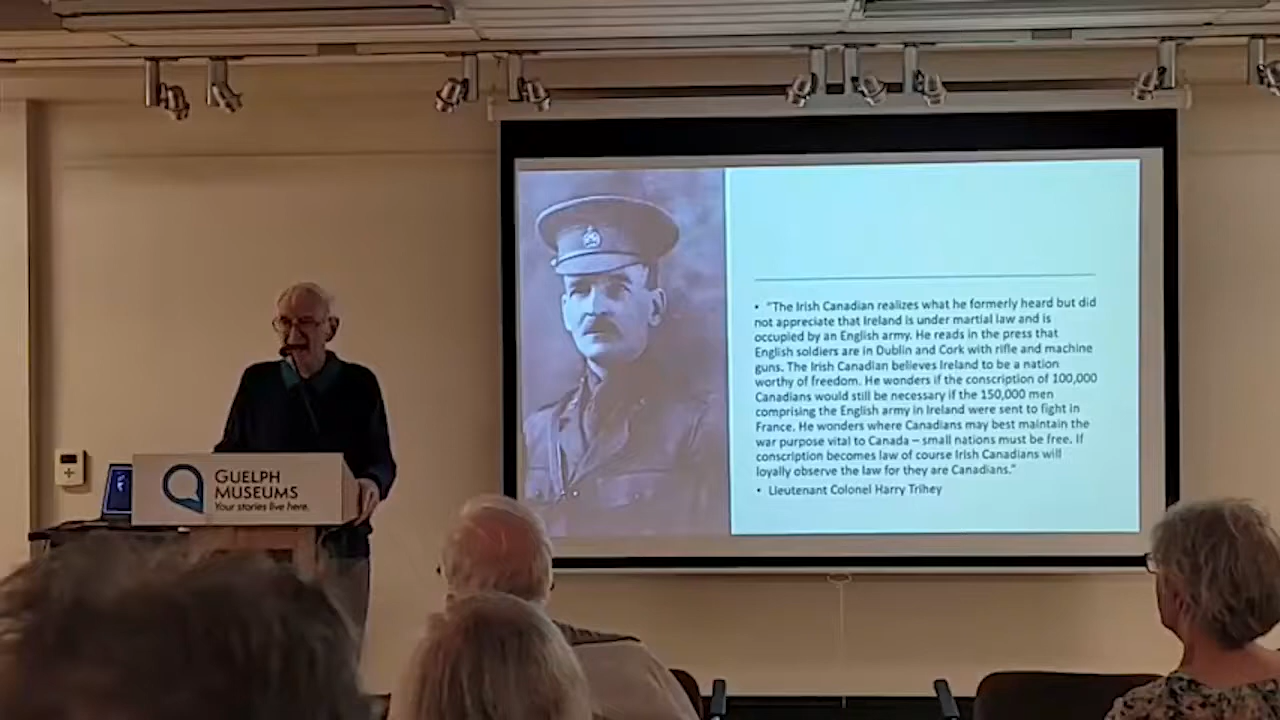 GUELPH
MUSEUMS
Your stories live here.
• "The Irish Canadian realizes what he formerly heard but did
not appreciate that Ireland is under martial law and is
occupied by an English army. He reads in the press that
English soldiers are in Dublin and Cork with rifle and machine
guns. The Irish Canadian believes Ireland to be a nation
worthy of freedom. He wonders if the conscription of 100,000
Canadians would still be necessary if the 150,000 men
comprising the English army in Ireland were sent to fight in
France. He wonders where Canadians may best maintain the
war purpose vital to Canada – small nations must be free. If
conscription becomes law of course Irish Canadians will
loyally observe the law for they are Canadians."
• Lieutenant Colonel Harry Trihey